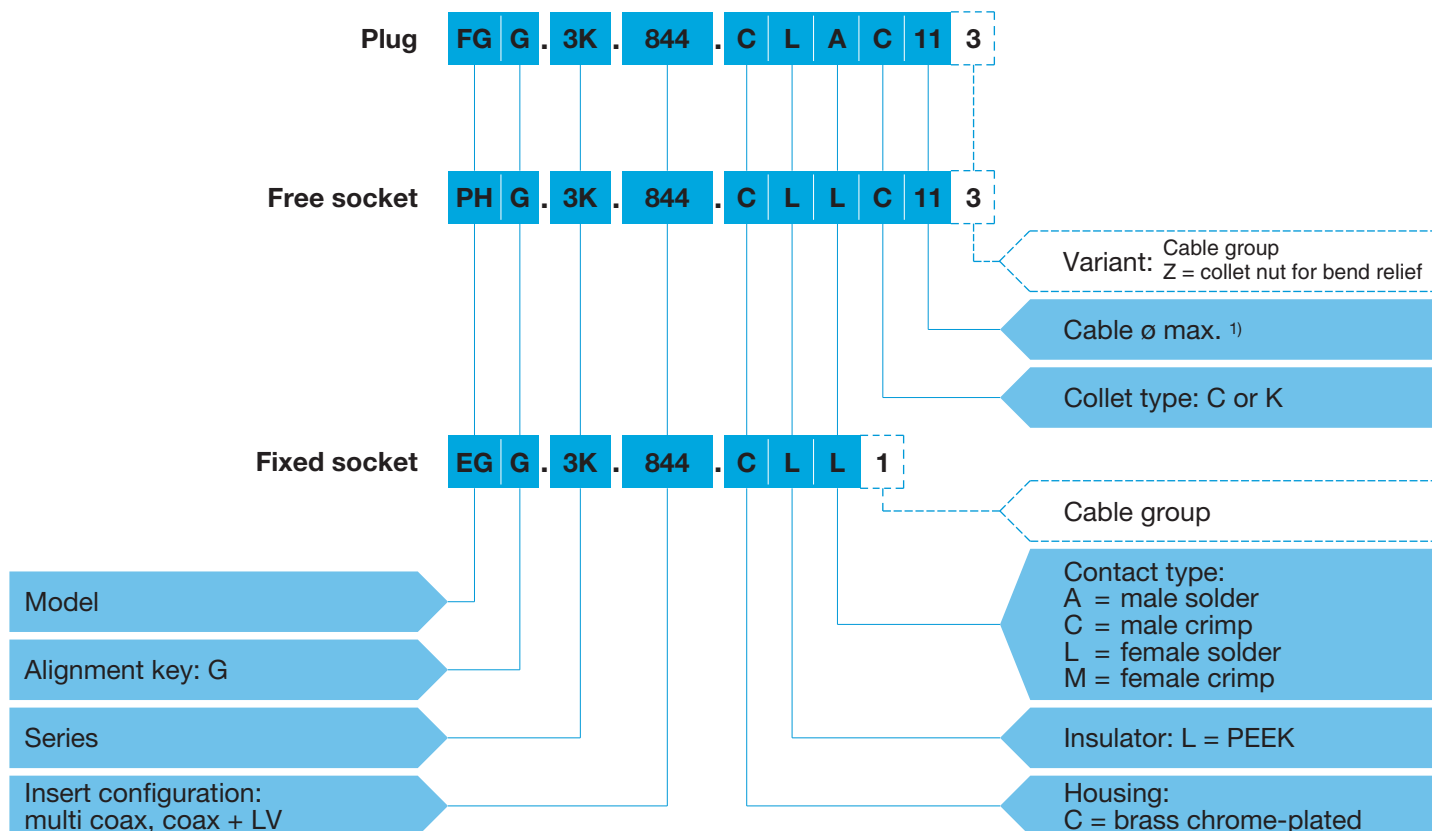 Plug FG G . 3K . 844 . C L A C 11 3
Free socket PH G . 3K . 844 . C L L C 11 3
Variant: Cable group
Z = collet nut for bend relief
Cable ø max. 1)
Collet type: C or K
Fixed socket EG G . 3K . 844 . C L L 1
Cable group
Contact type:
A = male solder
C = male crimp
L = female solder
M = female crimp
Model
Alignment key: G
Series
Insulator: L = PEEK
Insert configuration:
multi coax, coax + LV
Housing:
C = brass chrome-plated